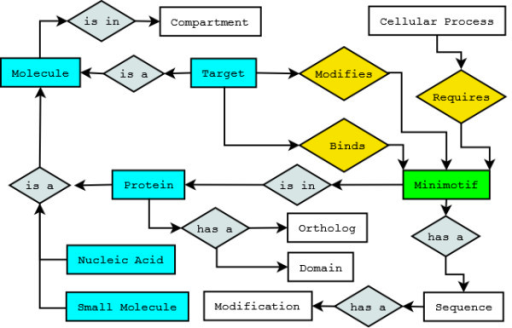 is in
Compartment
Cellular Process
Molecule
is a
Target
Modifies
Requires
Binds
is a
Protein
is in
Minimotif
has a
Ortholog
has a
Nucleic Acid
Domain
Small Molecule
Modification
has a
Sequence